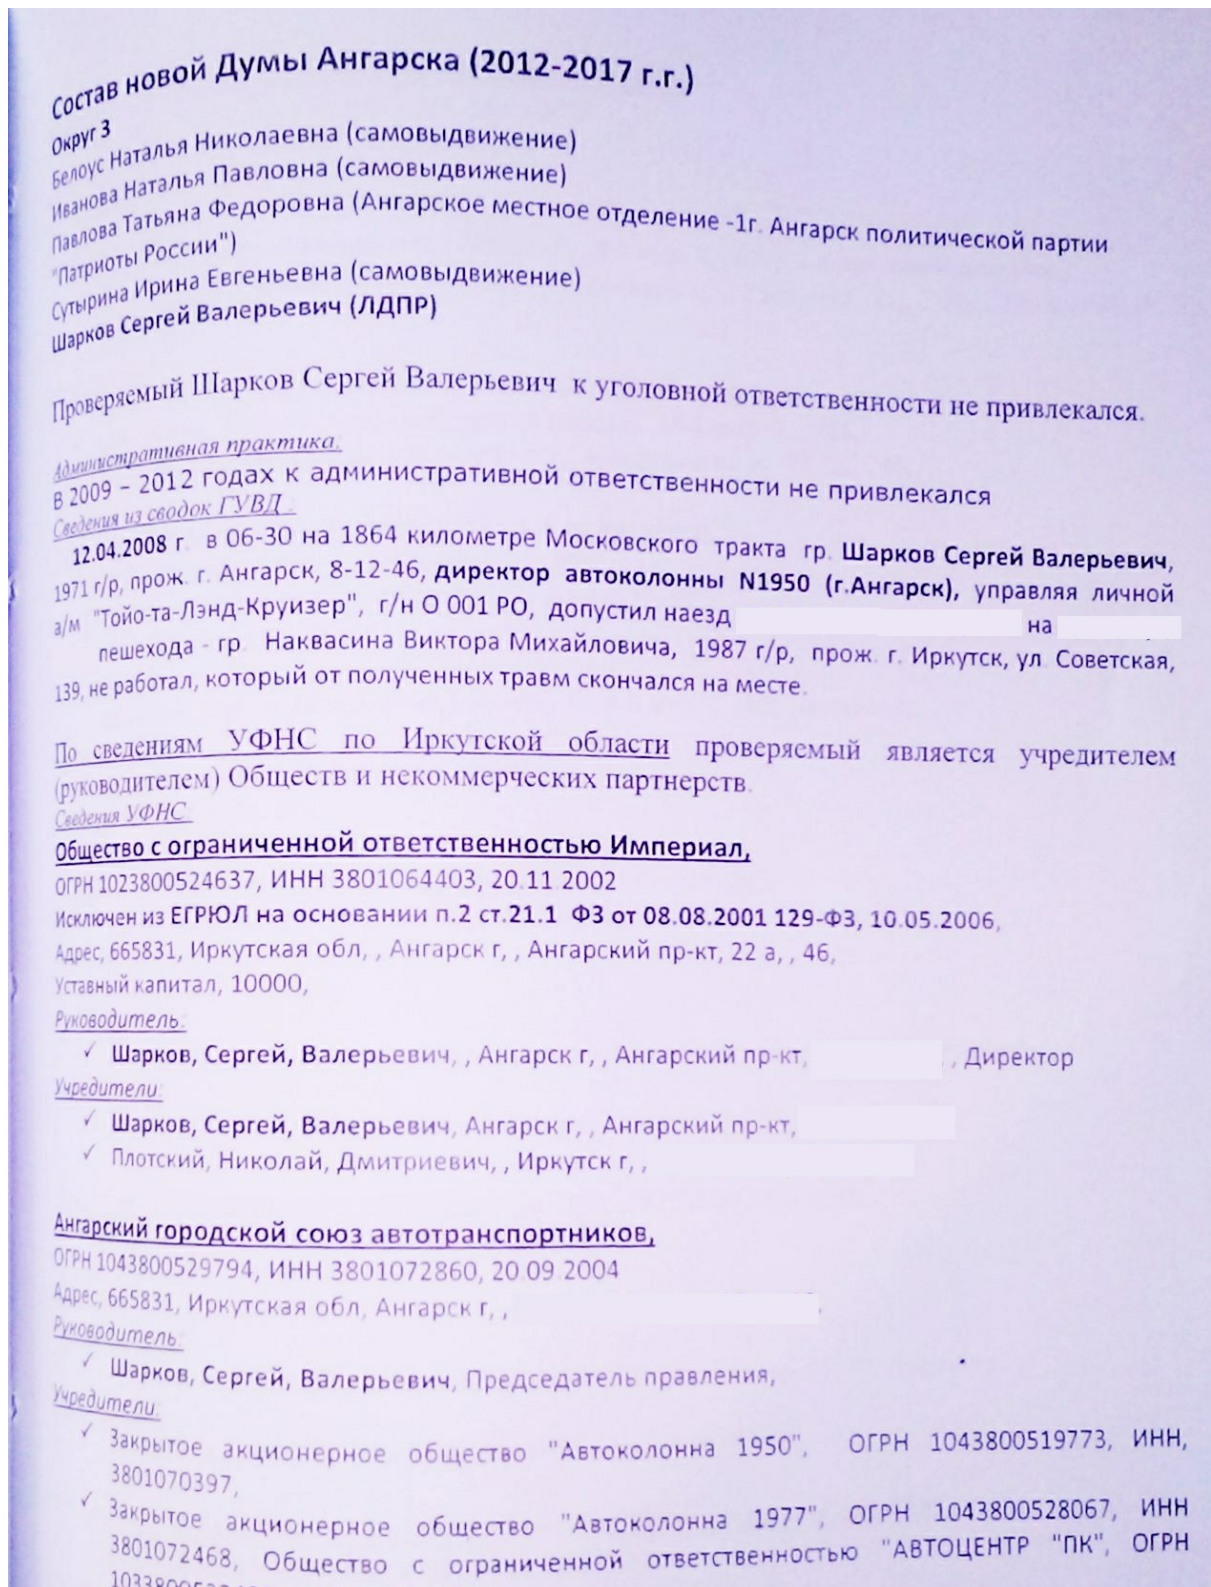 Состав новой Думы Ангарска (2012-2017 г.г.)
Округ 3
Белоус Наталья Николаевна (самовыдвижение)
Иванова Наталья Павловна (самовыдвижение)
Павлова Татьяна Федоровна (Ангарское местное отделение -1г. Ангарск политической партии
"Патриоты России")
Сутырина Ирина Евгеньевна (самовыдвижение)
Шарков Сергей Валерьевич (ЛДПР)
Проверяемый Шарков Сергей Валерьевич к уголовной ответственности не привлекался.
Административная практика:
В 2009 – 2012 годах к административной ответственности не привлекался
Сведения из сводок ГУВД .
12.04.2008 г. в 06-30 на 1864 километре Московского тракта гр. Шарков Сергей Валерьевич,
1971 г/р, прож. г. Ангарск, 8-12-46, директор автоколонны N1950 (г.Ангарск), управляя личной
а/м "Тойо-та-Лэнд-Круизер", г/н О 001 РО, допустил наезд на
пешехода - гр. Наквасина Виктора Михайловича, 1987 г/р, прож. г. Иркутск, ул. Советская,
139, не работал, который от полученных травм скончался на месте.
По сведениям УФНС по Иркутской области проверяемый является учредителем
(руководителем) Обществ и некоммерческих партнерств.
Сведения УФНС
Общество с ограниченной ответственностью Империал,
ОГРН 1023800524637, ИНН 3801064403, 20.11.2002
Исключен из ЕГРЮЛ на основании п.2 ст.21.1 ФЗ от 08.08.2001 129-ФЗ, 10.05.2006,
Адрес, 665831, Иркутская обл, , Ангарск г, , Ангарский пр-кт, 22 а, , 46,
Уставный капитал, 10000,
Руководитель:
✓ Шарков, Сергей, Валерьевич, , Ангарск г, , Ангарский пр-кт, , , Директор
Учредители:
✓ Шарков, Сергей, Валерьевич, Ангарск г, , Ангарский пр-кт,
✓ Плотский, Николай, Дмитриевич, , Иркутск г, ,
Ангарский городской союз автотранспортников,
ОГРН 1043800529794, ИНН 3801072860, 20.09.2004
Адрес, 665831, Иркутская обл, Ангарск г, , ,
Руководитель:
✓ Шарков, Сергей, Валерьевич, Председатель правления,
Учредители:
✓ Закрытое акционерное общество "Автоколонна 1950", ОГРН 1043800519773, ИНН,
3801070397,
✓ Закрытое акционерное общество "Автоколонна 1977", ОГРН 1043800528067, ИНН
3801072468, Общество с ограниченной ответственностью "АВТОЦЕНТР "ПК", ОГРН